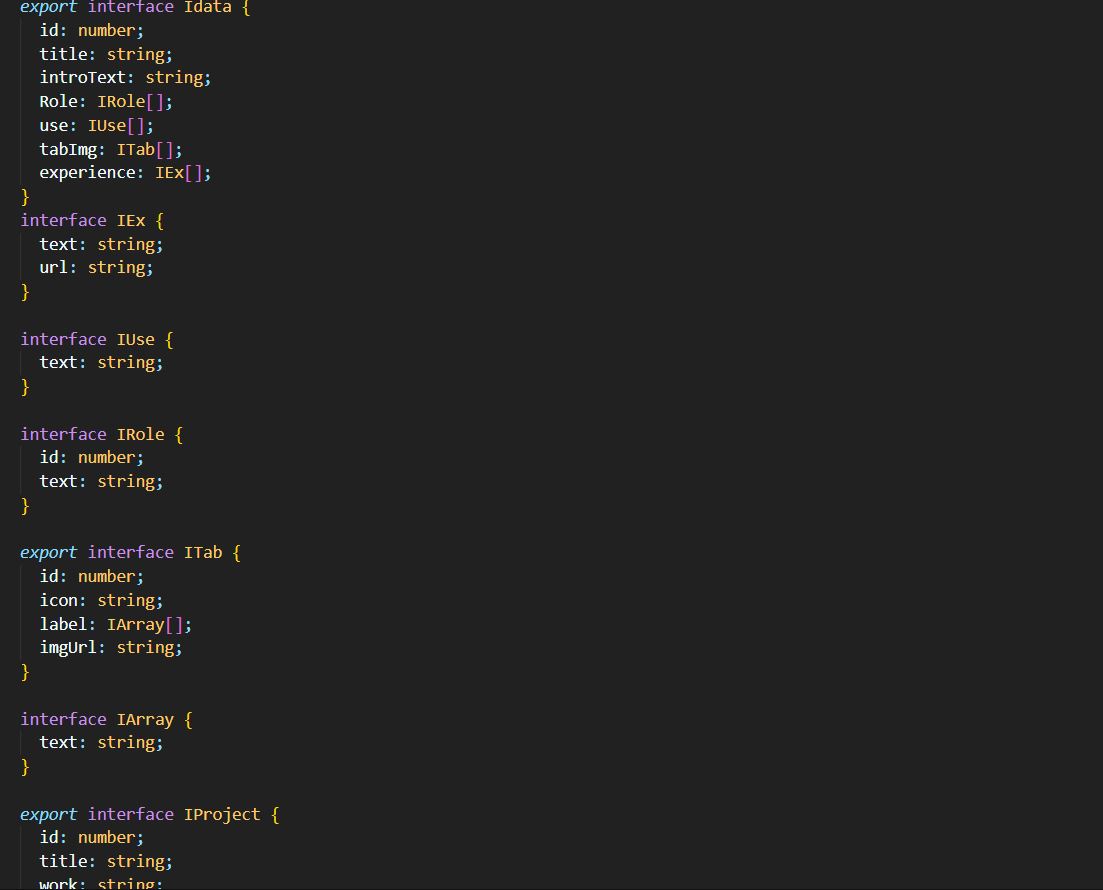 export interface Idata {
  id: number;
  title: string;
  introText: string;
  Role: IRole[];
  use: IUse[];
  tabImg: ITab[];
  experience: IEx[];
}
interface IEx {
  text: string;
  url: string;
}

interface IUse {
  text: string;
}

interface IRole {
  id: number;
  text: string;
}

export interface ITab {
  id: number;
  icon: string;
  label: IArray[];
  imgUrl: string;
}

interface IArray {
  text: string;
}

export interface IProject {
  id: number;
  title: string;
  work: string;